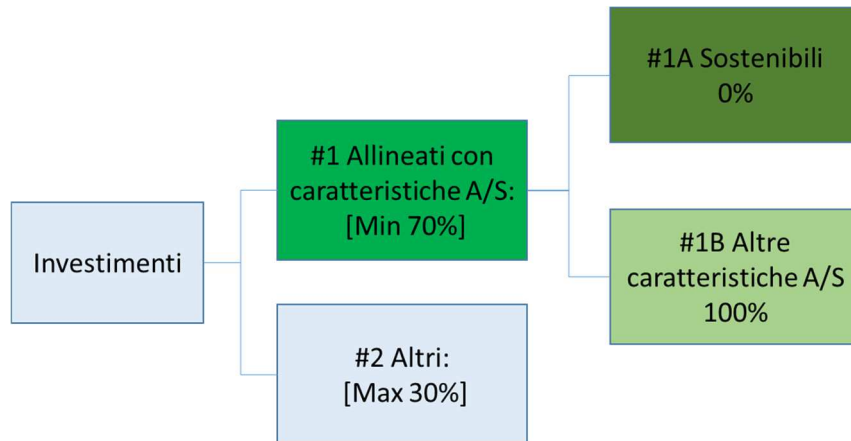 Investimenti
#1 Allineati con
caratteristiche A/S:
[Min 70%]
#2 Altri:
[Max 30%]
#1A Sostenibili
0%
#1B Altre
caratteristiche A/S
100%